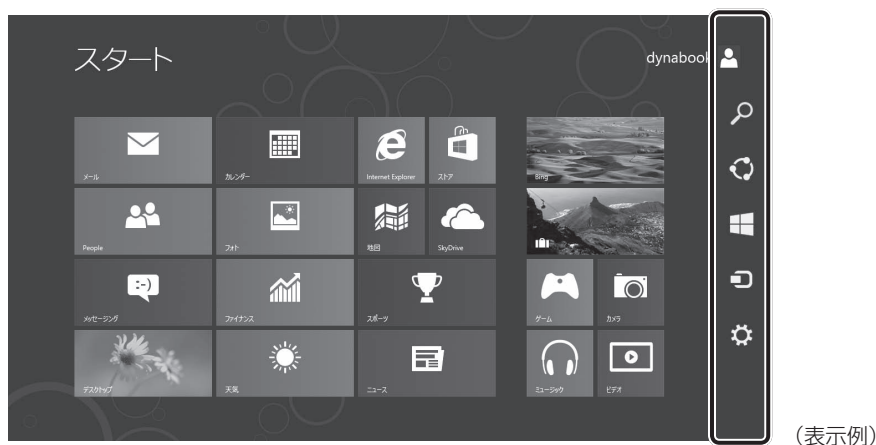 スタート
dynabook
メール
カレンダー
Internet Explorer
ストア
Bing
People
フォト
地図
SkyDrive
メッセージング
ファイナンス
スポーツ
ゲーム
カメラ
デスクトップ
天気
ニュース
ミュージック
ビデオ
（表示例）